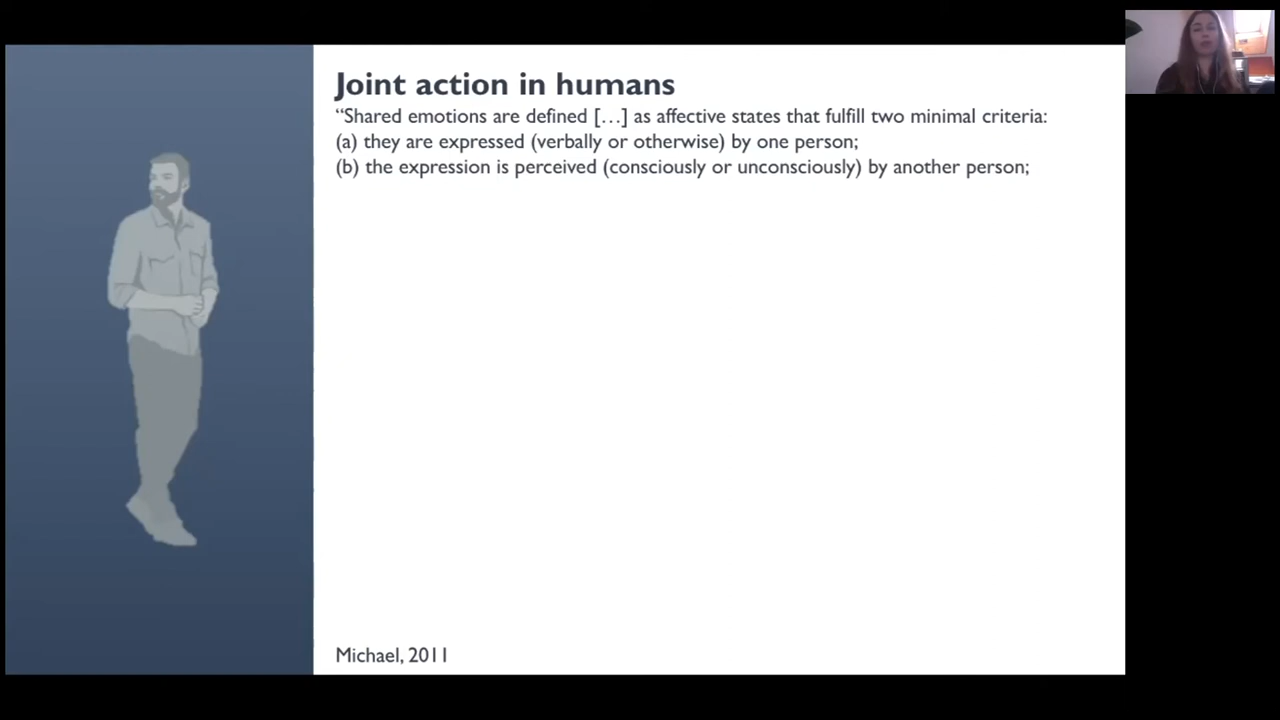 Joint action in humans
“Shared emotions are defined […] as affective states that fulfill two minimal criteria:
(a) they are expressed (verbally or otherwise) by one person;
(b) the expression is perceived (consciously or unconsciously) by another person;
Michael, 2011